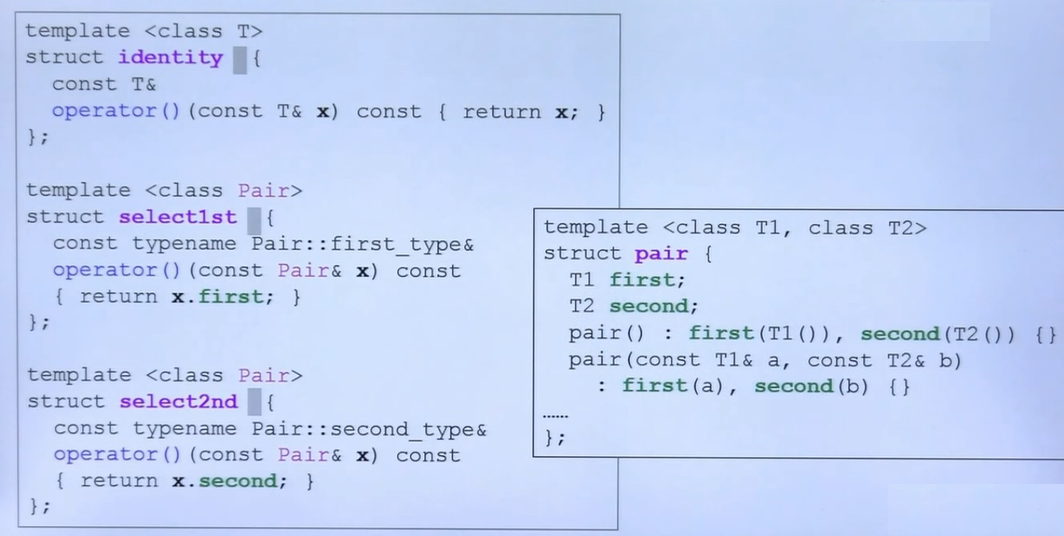 template <class T>
struct identity {
  const T&
  operator()(const T& x) const { return x; }
};
template <class Pair>
struct select1st {
  const typename Pair::first_type&
  operator()(const Pair& x) const
  { return x.first; }
};
template <class Pair>
struct select2nd {
  const typename Pair::second_type&
  operator()(const Pair& x) const
  { return x.second; }
};
template <class T1, class T2>
struct pair {
  T1 first;
  T2 second;
  pair() : first(T1()), second(T2()) {}
  pair(const T1& a, const T2& b)
    : first(a), second(b) {}
......
};